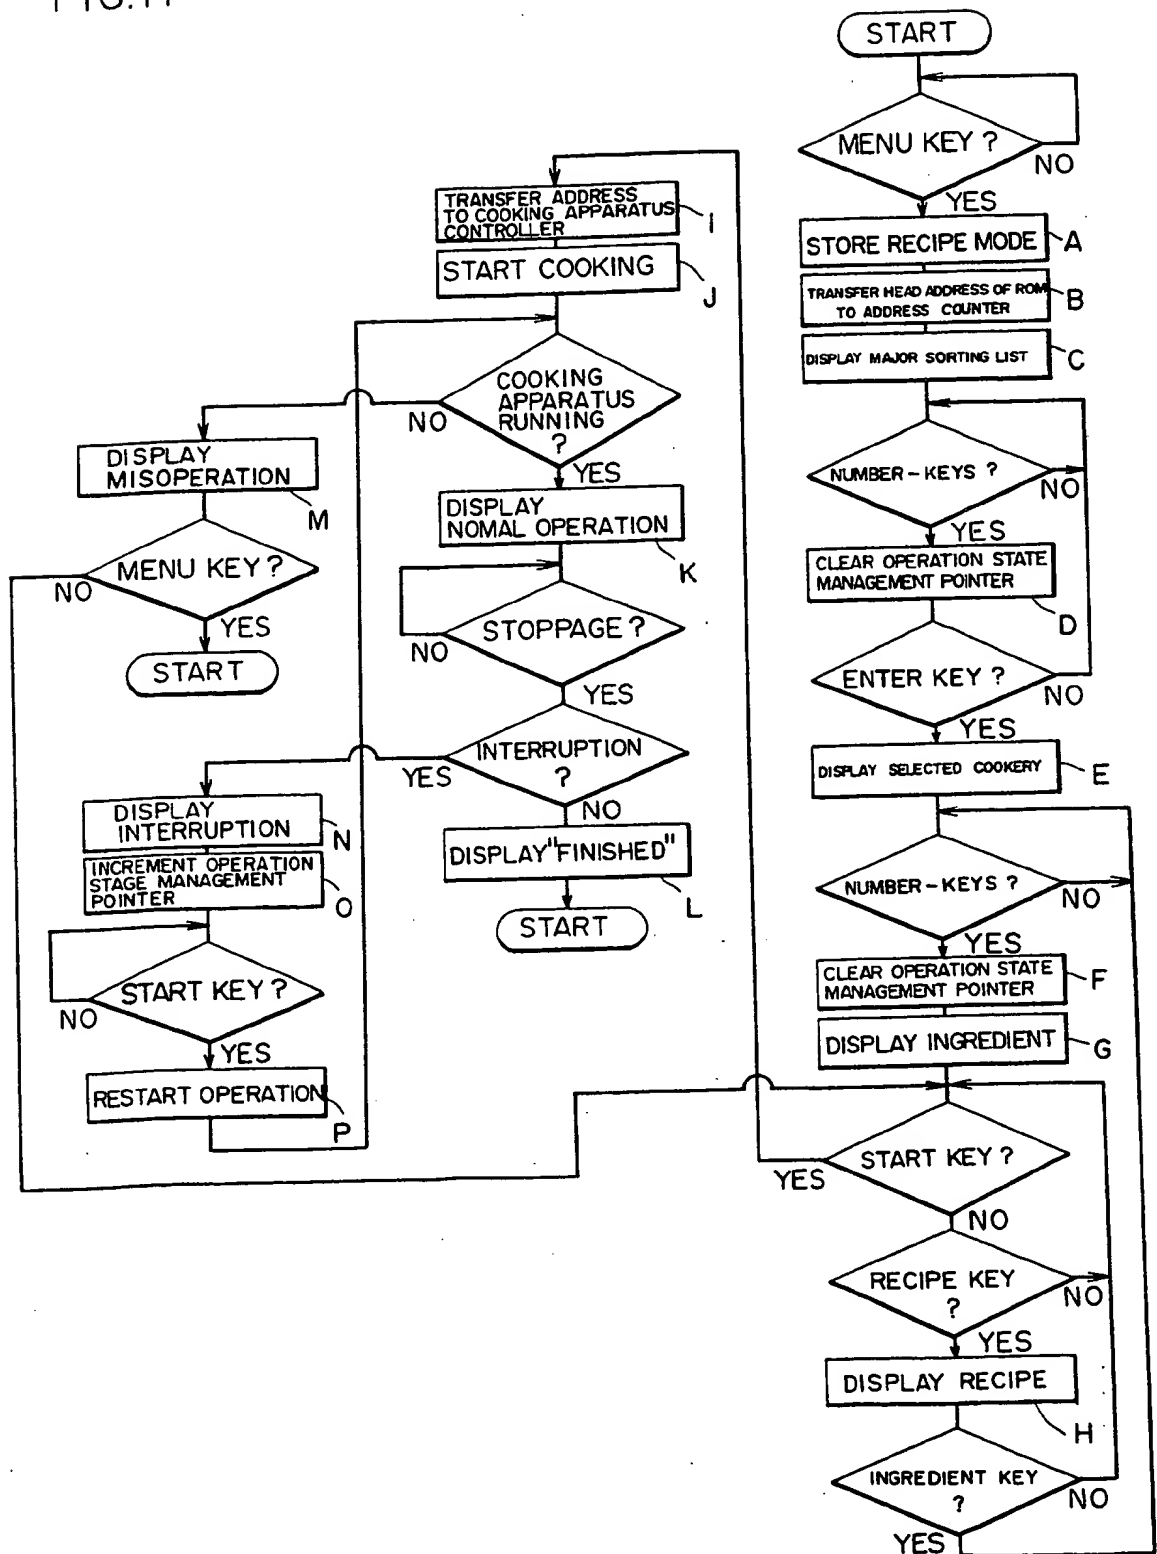 START
MENU KEY ?
NO
YES
STORE RECIPE MODE
A
TRANSFER HEAD ADDRESS OF ROM
TO ADDRESS COUNTER
B
DISPLAY MAJOR SORTING LIST
C
NUMBER-KEYS ?
NO
YES
CLEAR OPERATION STATE
MANAGEMENT POINTER
D
ENTER KEY ?
NO
YES
DISPLAY SELECTED COOKERY
E
NUMBER-KEYS ?
NO
YES
CLEAR OPERATION STATE
MANAGEMENT POINTER
F
DISPLAY INGREDIENT
G
START KEY ?
YES
NO
RECIPE KEY
?
NO
YES
DISPLAY RECIPE
H
INGREDIENT KEY
?
NO
YES
TRANSFER ADDRESS
TO COOKING APPARATUS
CONTROLLER
I
START COOKING
J
COOKING
APPARATUS
RUNNING
?
NO
YES
DISPLAY
NOMAL OPERATION
K
STOPPAGE ?
NO
YES
INTERRUPTION
?
YES
NO
DISPLAY "FINISHED"
L
START
DISPLAY
MISOPERATION
M
MENU KEY ?
NO
YES
START
DISPLAY
INTERRUPTION
N
INCREMENT OPERATION
STAGE MANAGEMENT
POINTER
O
START KEY ?
NO
YES
RESTART OPERATION
P